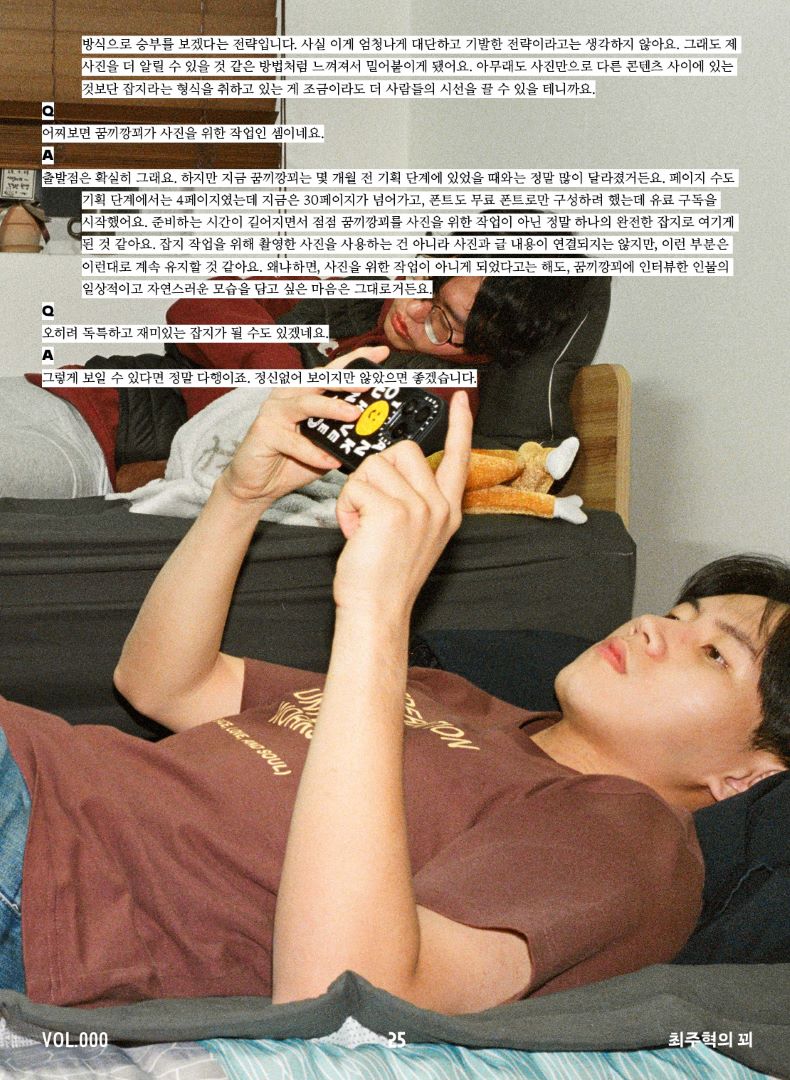 방식으로 승부를 보겠다는 전략입니다. 사실 이게 엄청나게 대단하고 기발한 전략이라고는 생각하지 않아요. 그래도 제
사진을 더 알릴 수 있을 것 같은 방법처럼 느껴져서 밀어붙이게 됐어요. 아무래도 사진만으로 다른 콘텐츠 사이에 있는
것보단 잡지라는 형식을 취하고 있는 게 조금이라도 더 사람들의 시선을 끌 수 있을 테니까요.
Q
어찌보면 꿈끼깡꾀가 사진을 위한 작업인 셈이네요.
A
출발점은 확실히 그래요. 하지만 지금 꿈끼깡꾀는 몇 개월 전 기획 단계에 있었을 때와는 정말 많이 달라졌거든요. 페이지 수도
기획 단계에서는 4페이지였는데 지금은 30페이지가 넘어가고, 폰트도 무료 폰트로만 구성하려 했는데 유료 구독을
시작했어요. 준비하는 시간이 길어지면서 점점 꿈끼깡꾀를 사진을 위한 작업이 아닌 정말 하나의 완전한 잡지로 여기게
된 것 같아요. 잡지 작업을 위해 촬영한 사진을 사용하는 건 아니라 사진과 글 내용이 연결되지는 않지만, 이런 부분은
이런대로 계속 유지할 것 같아요. 왜냐하면, 사진을 위한 작업이 아니게 되었다고는 해도, 꿈끼깡꾀에 인터뷰한 인물의
일상적이고 자연스러운 모습을 담고 싶은 마음은 그대로거든요.
Q
오히려 독특하고 재미있는 잡지가 될 수도 있겠네요.
A
그렇게 보일 수 있다면 정말 다행이죠. 정신없어 보이지만 않았으면 좋겠습니다.
AND SOUL)
VOL.000
25
최주혁의 꾀